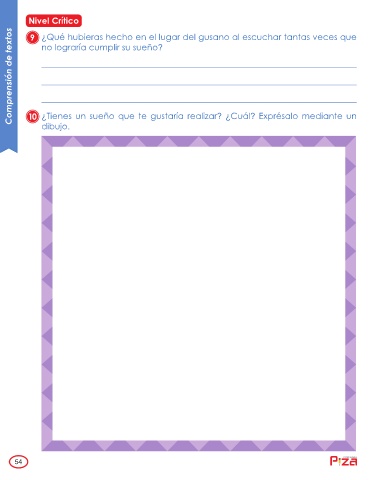 Nivel Crítico
9 ¿Qué hubieras hecho en el lugar del gusano al escuchar tantas veces que
no lograría cumplir su sueño?
10 ¿Tienes un sueño que te gustaría realizar? ¿Cuál? Exprésalo mediante un
dibujo.
Comprensión de textos
54
Piza